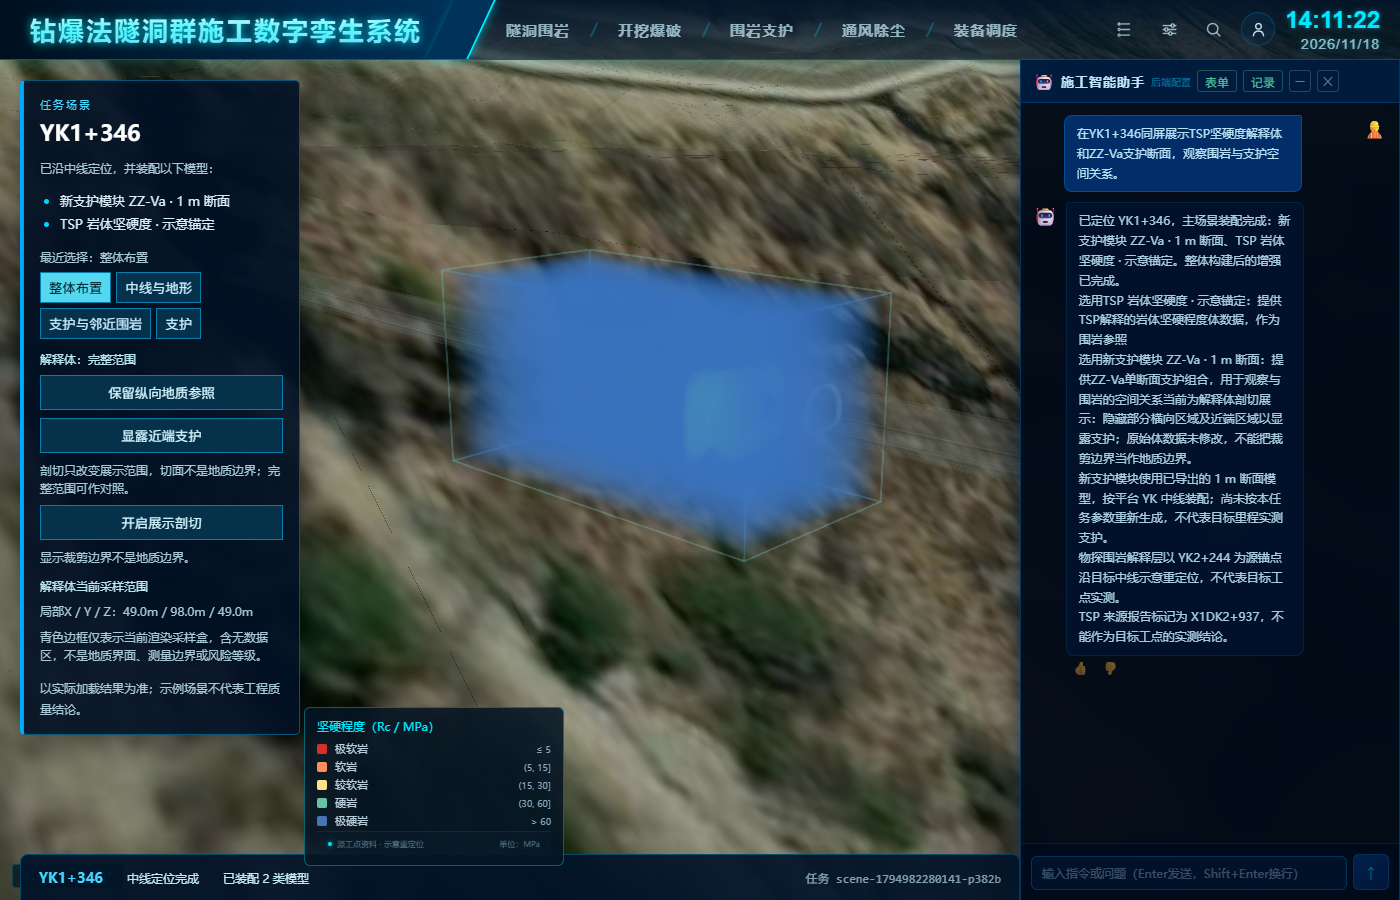 钻爆法隧洞群施工数字孪生系统
隧洞围岩 / 开挖爆破 / 围岩支护 / 通风除尘 / 装备调度
14:11:22
2026/11/18
任务场景
YK1+346
已沿中线定位，并装配以下模型：
新支护模块 ZZ-Va · 1 m 断面
TSP 岩体坚硬度 · 示意锚定
最近选择：整体布置
整体布置 中线与地形
支护与邻近围岩 支护
解释体：完整范围
保留纵向地质参照
显露近端支护
剖切只改变展示范围，切面不是地质边界；完
整范围可作对照。
开启展示剖切
显示裁剪边界不是地质边界。
解释体当前采样范围
局部X / Y / Z：49.0m / 98.0m / 49.0m
青色边框仅表示当前渲染采样盒，含无数据
区，不是地质界面、测量边界或风险等级。
以实际加载结果为准；示例场景不代表工程质
量结论。
坚硬程度（Rc / MPa）
极软岩 ≤ 5
软岩 (5, 15]
较软岩 (15, 30]
硬岩 (30, 60]
极硬岩 > 60
源工点资料 · 示意重定位 单位：MPa
YK1+346 中线定位完成 已装配 2 类模型
任务 scene-1794982280141-p382b
施工智能助手 后端配置 表单 记录
在YK1+346同屏展示TSP坚硬度解释体
和ZZ-Va支护断面，观察围岩与支护空
间关系。
已定位 YK1+346，主场景装配完成：新
支护模块 ZZ-Va · 1 m 断面、TSP 岩体
坚硬度 · 示意锚定。整体构建后的增强
已完成。
选用TSP 岩体坚硬度 · 示意锚定：提供
TSP解释的岩体坚硬程度体数据，作为
围岩参照
选用新支护模块 ZZ-Va · 1 m 断面：提
供ZZ-Va单断面支护组合，用于观察与
围岩的空间关系当前为解释体剖切展
示：隐藏部分横向区域及近端区域以显
露支护；原始体数据未修改，不能把裁
剪边界当作地质边界。
新支护模块使用已导出的 1 m 断面模
型，按平台 YK 中线装配；尚未按本任
务参数重新生成，不代表目标里程实测
支护。
物探围岩解释层以 YK2+244 为源锚点
沿目标中线示意重定位，不代表目标工
点实测。
TSP 来源报告标记为 X1DK2+937，不
能作为目标工点的实测结论。
输入指令或问题（Enter发送，Shift+Enter换行）